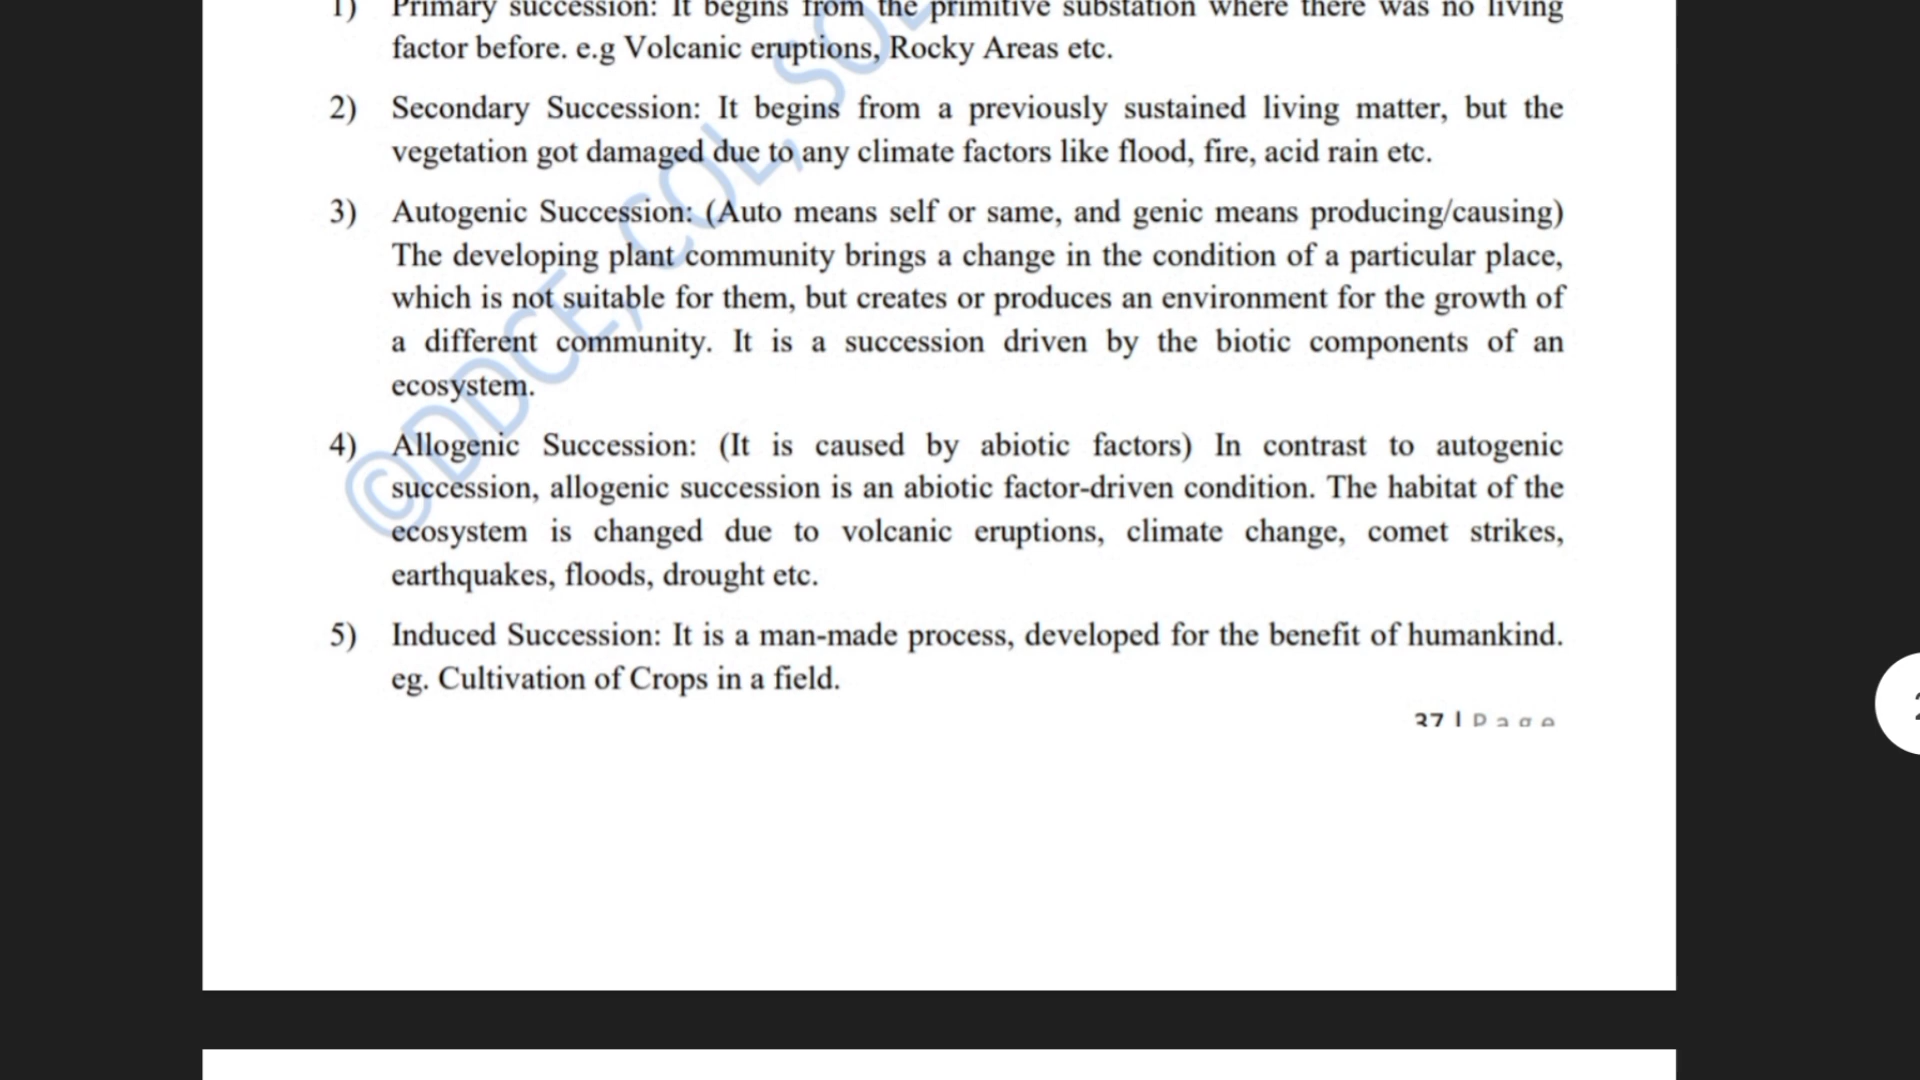 1) Primary succession: It begins from the primitive substation where there was no living
factor before. e.g Volcanic eruptions, Rocky Areas etc.
2) Secondary Succession: It begins from a previously sustained living matter, but the
vegetation got damaged due to any climate factors like flood, fire, acid rain etc.
3) Autogenic Succession: (Auto means self or same, and genic means producing/causing)
The developing plant community brings a change in the condition of a particular place,
which is not suitable for them, but creates or produces an environment for the growth of
a different community. It is a succession driven by the biotic components of an
ecosystem.
4) Allogenic Succession: (It is caused by abiotic factors) In contrast to autogenic
succession, allogenic succession is an abiotic factor-driven condition. The habitat of the
ecosystem is changed due to volcanic eruptions, climate change, comet strikes,
earthquakes, floods, drought etc.
5) Induced Succession: It is a man-made process, developed for the benefit of humankind.
eg. Cultivation of Crops in a field.
37 | Page
©DDCE, COL, SOL